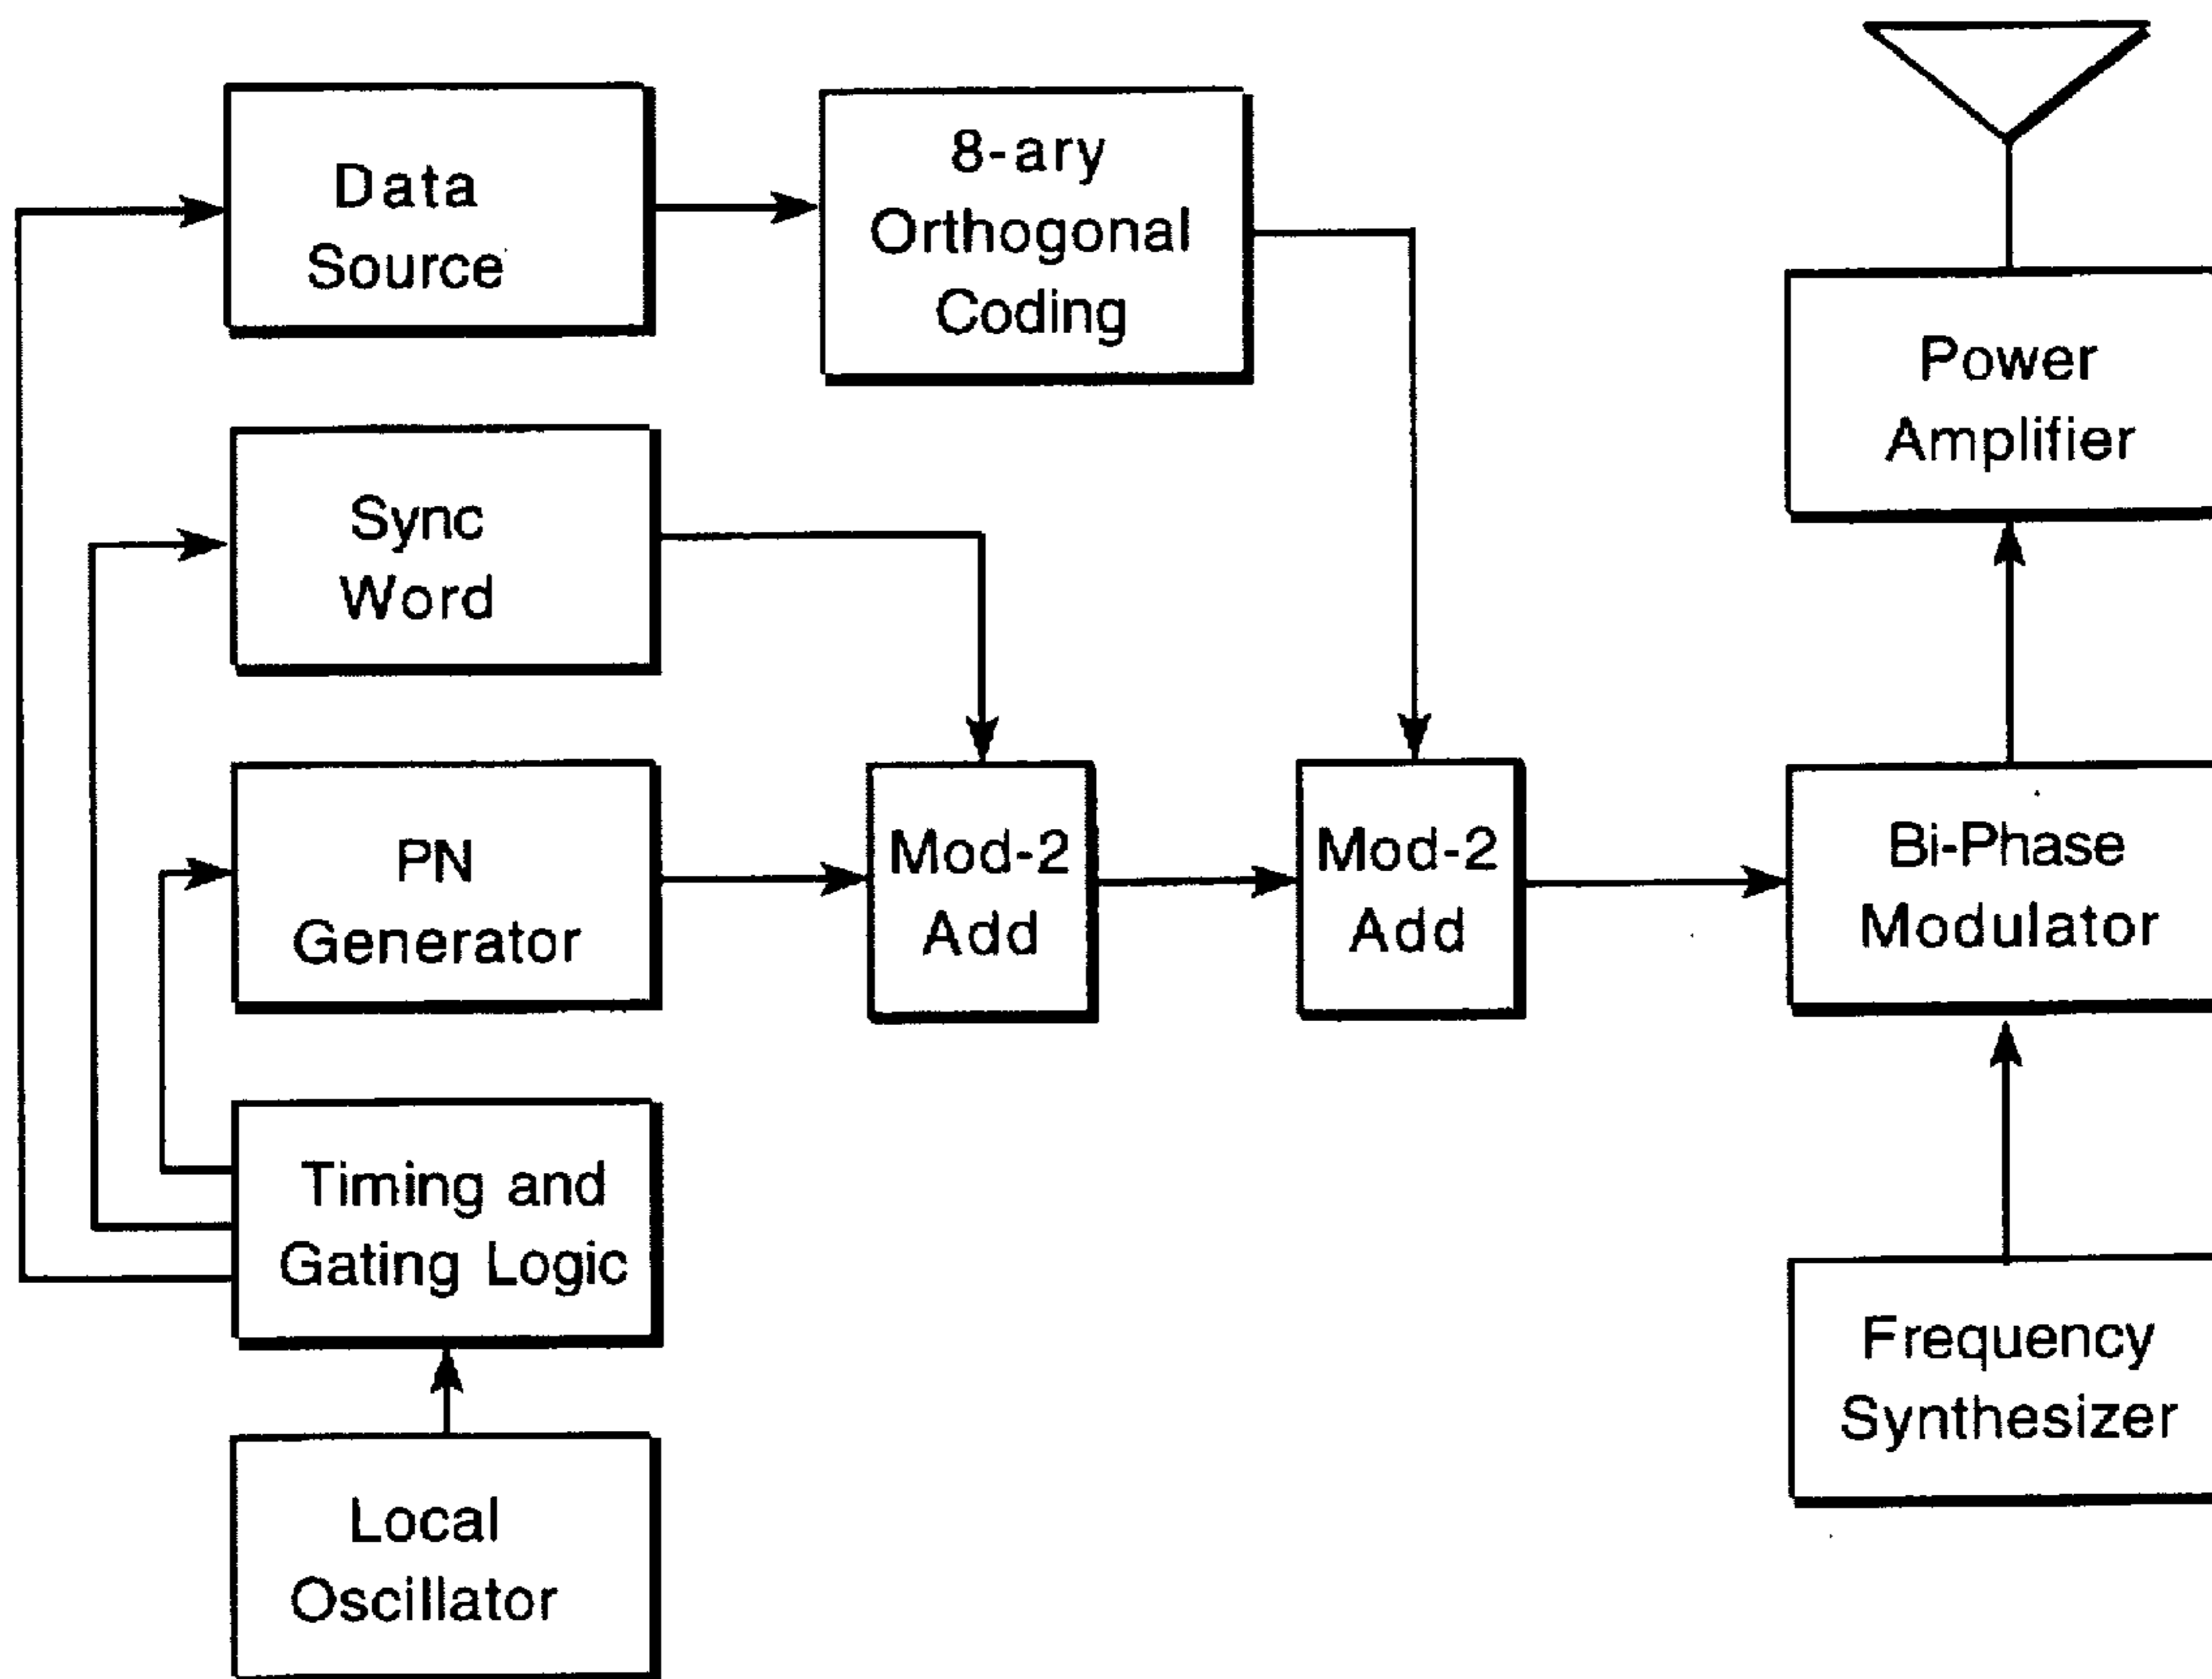 Data
Source
8-ary
Orthogonal
Coding
Power
Amplifier
Sync
Word
PN
Generator
Mod-2
Add
Mod-2
Add
Bi-Phase
Modulator
Timing and
Gating Logic
Frequency
Synthesizer
Local
Oscillator